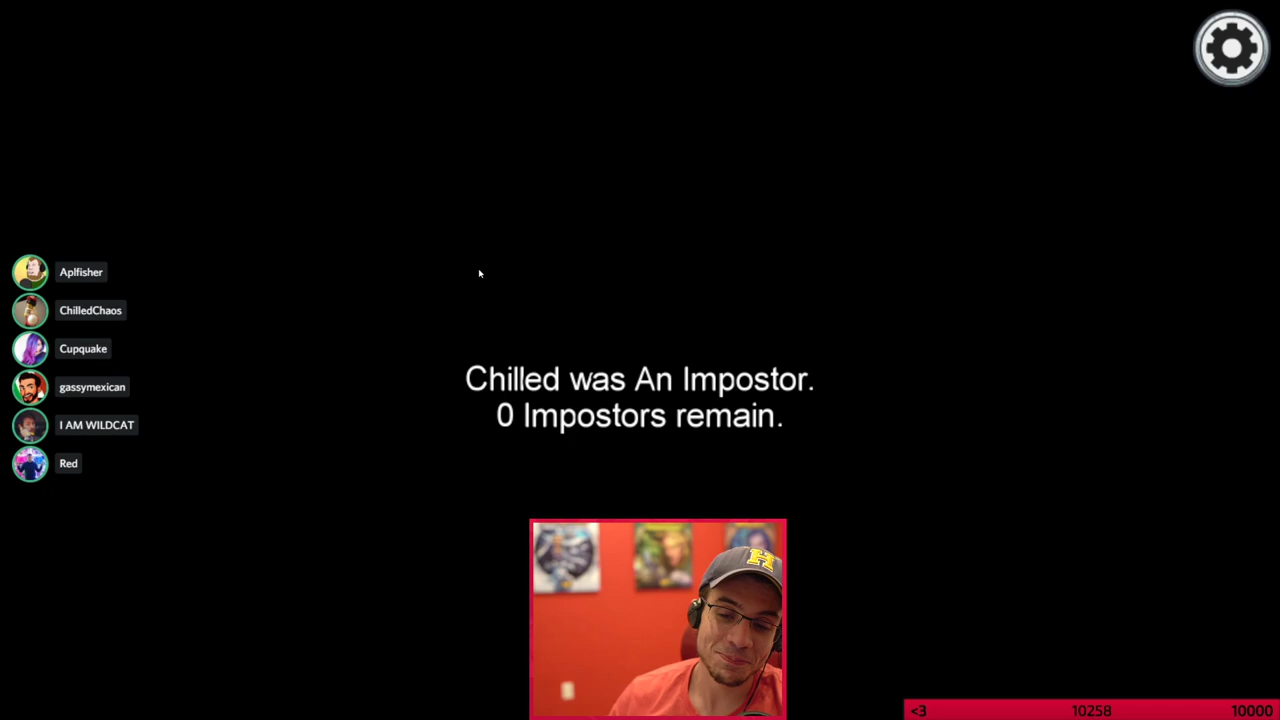 Aplfisher
ChilledChaos
Cupquake
gassymexican
I AM WILDCAT
Red
Chilled was An Impostor.
0 Impostors remain.
H
<3 10258 10000